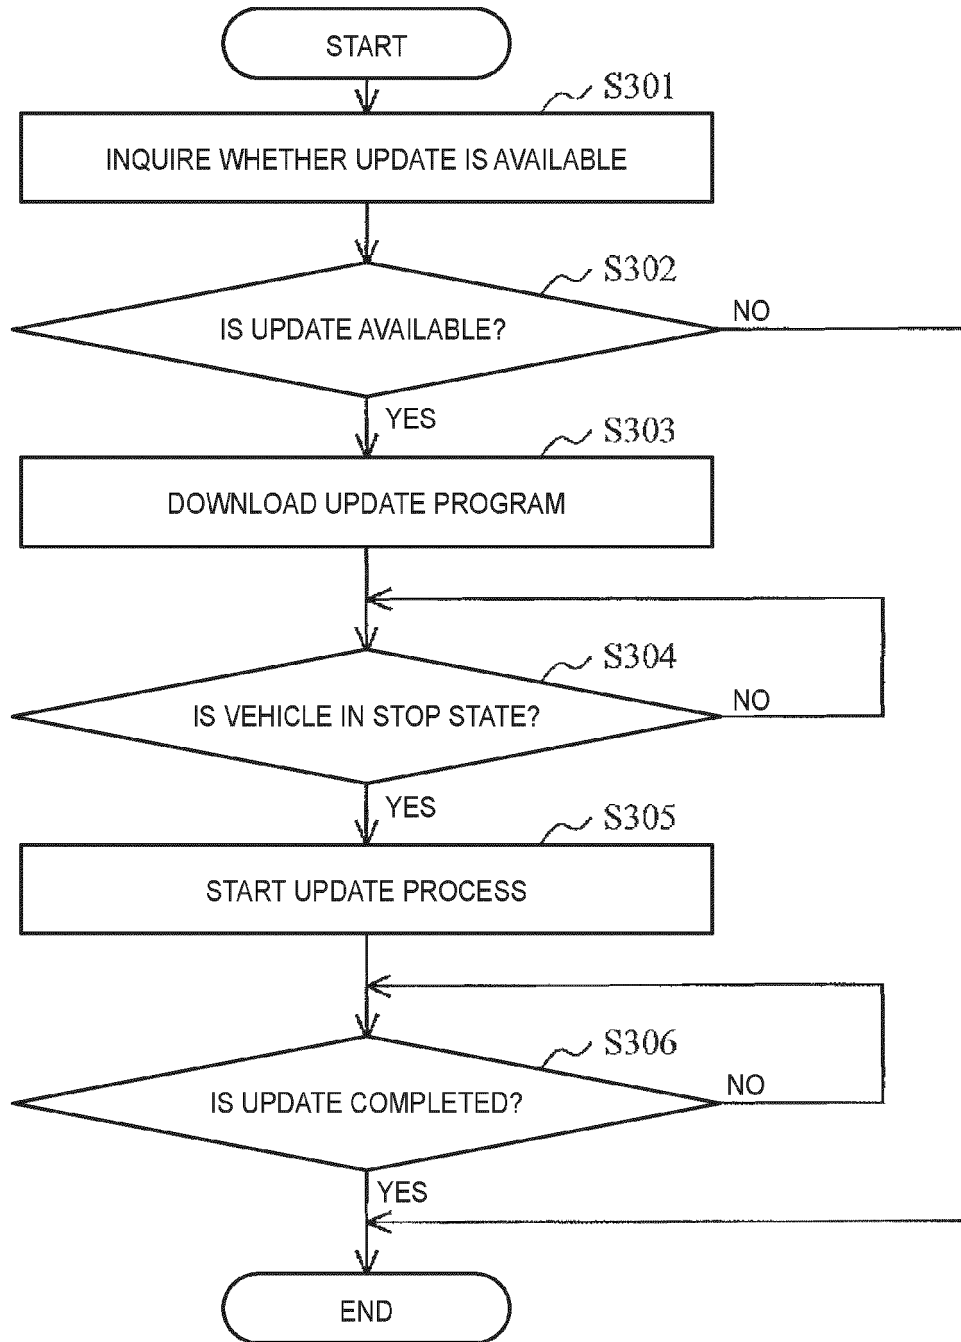 START
S301
INQUIRE WHETHER UPDATE IS AVAILABLE
S302
IS UPDATE AVAILABLE?
NO
YES
S303
DOWNLOAD UPDATE PROGRAM
S304
IS VEHICLE IN STOP STATE?
NO
YES
S305
START UPDATE PROCESS
S306
IS UPDATE COMPLETED?
NO
YES
END